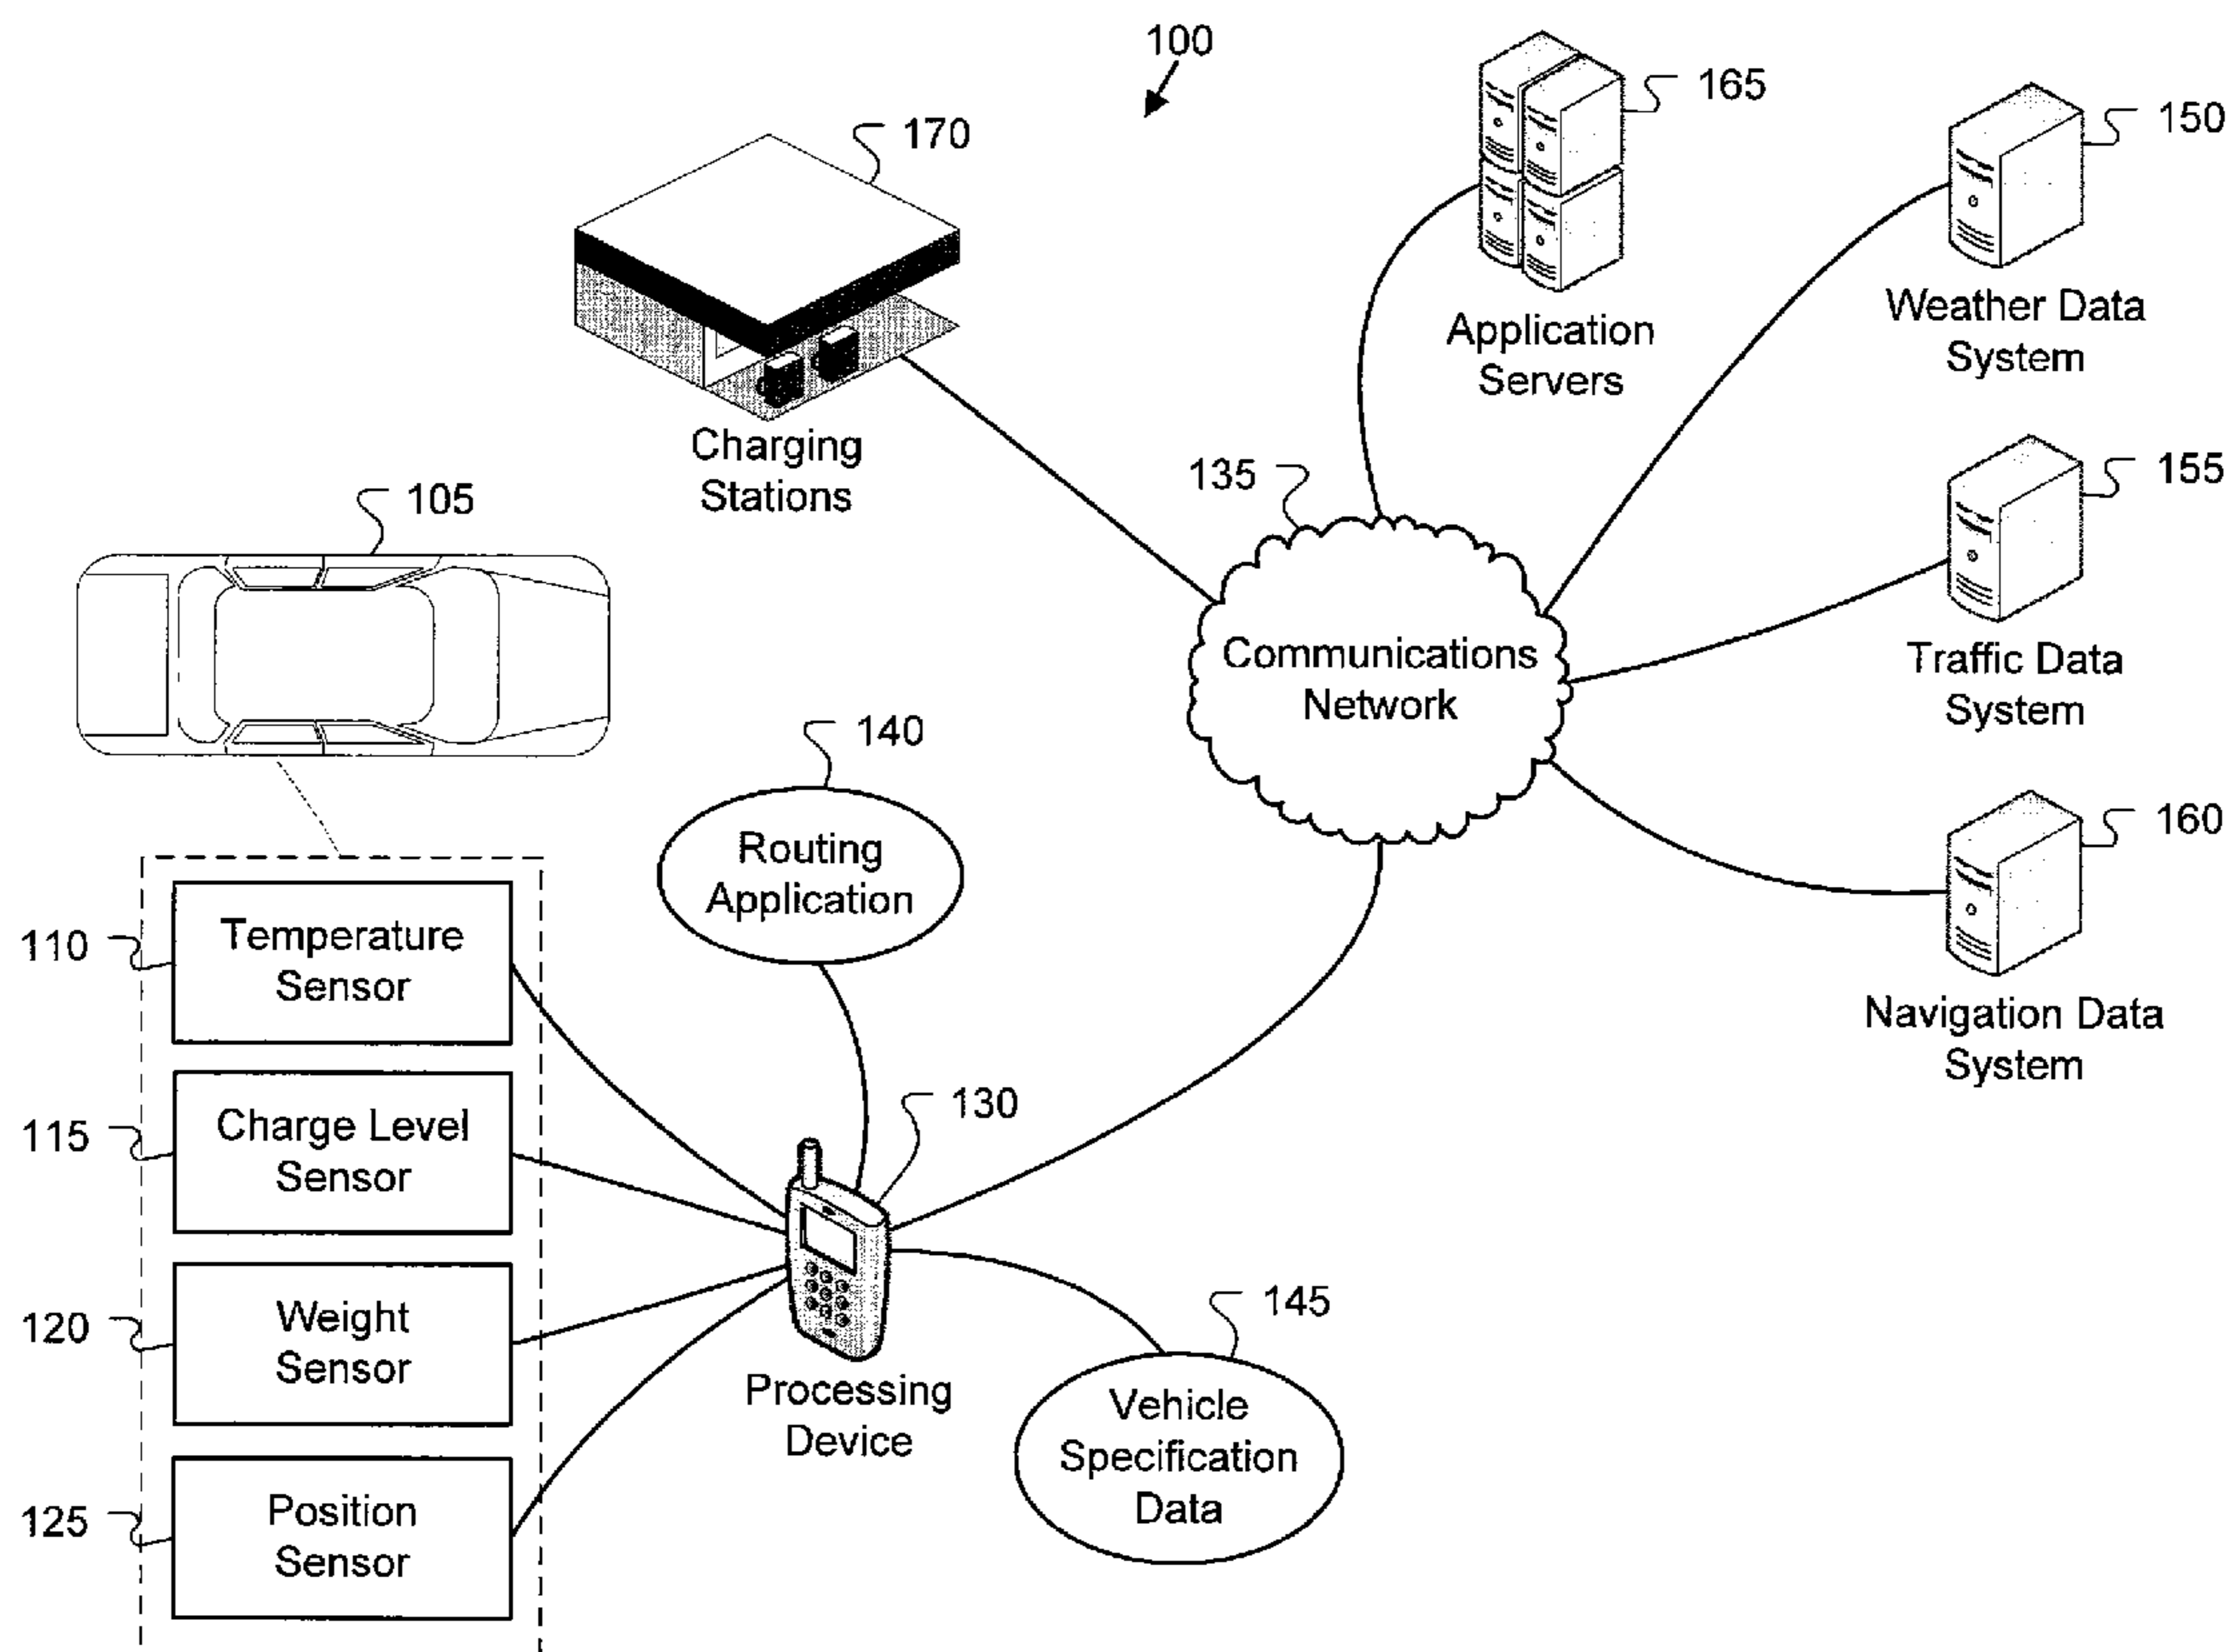 100
165
150
170
Application
Servers
Weather Data
System
Charging
Stations
105
135
155
Communications
Network
Traffic Data
System
140
160
Routing
Application
110
Temperature
Sensor
Navigation Data
System
130
115
Charge Level
Sensor
145
120
Weight
Sensor
Processing
Device
Vehicle
Specification
Data
125
Position
Sensor